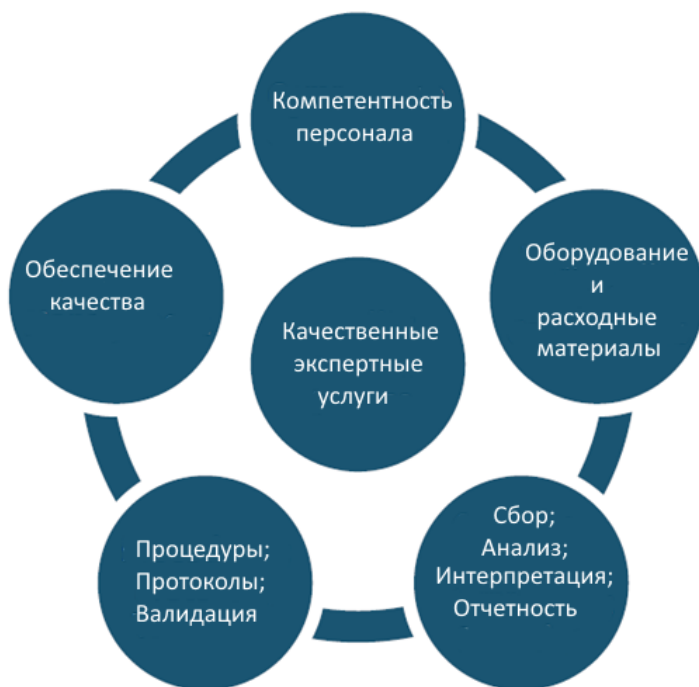 Компетентность
персонала
Оборудование
и
расходные
материалы
Сбор;
Анализ;
Интерпретация;
Отчетность
Процедуры;
Протоколы;
Валидация
Обеспечение
качества
Качественные
экспертные
услуги